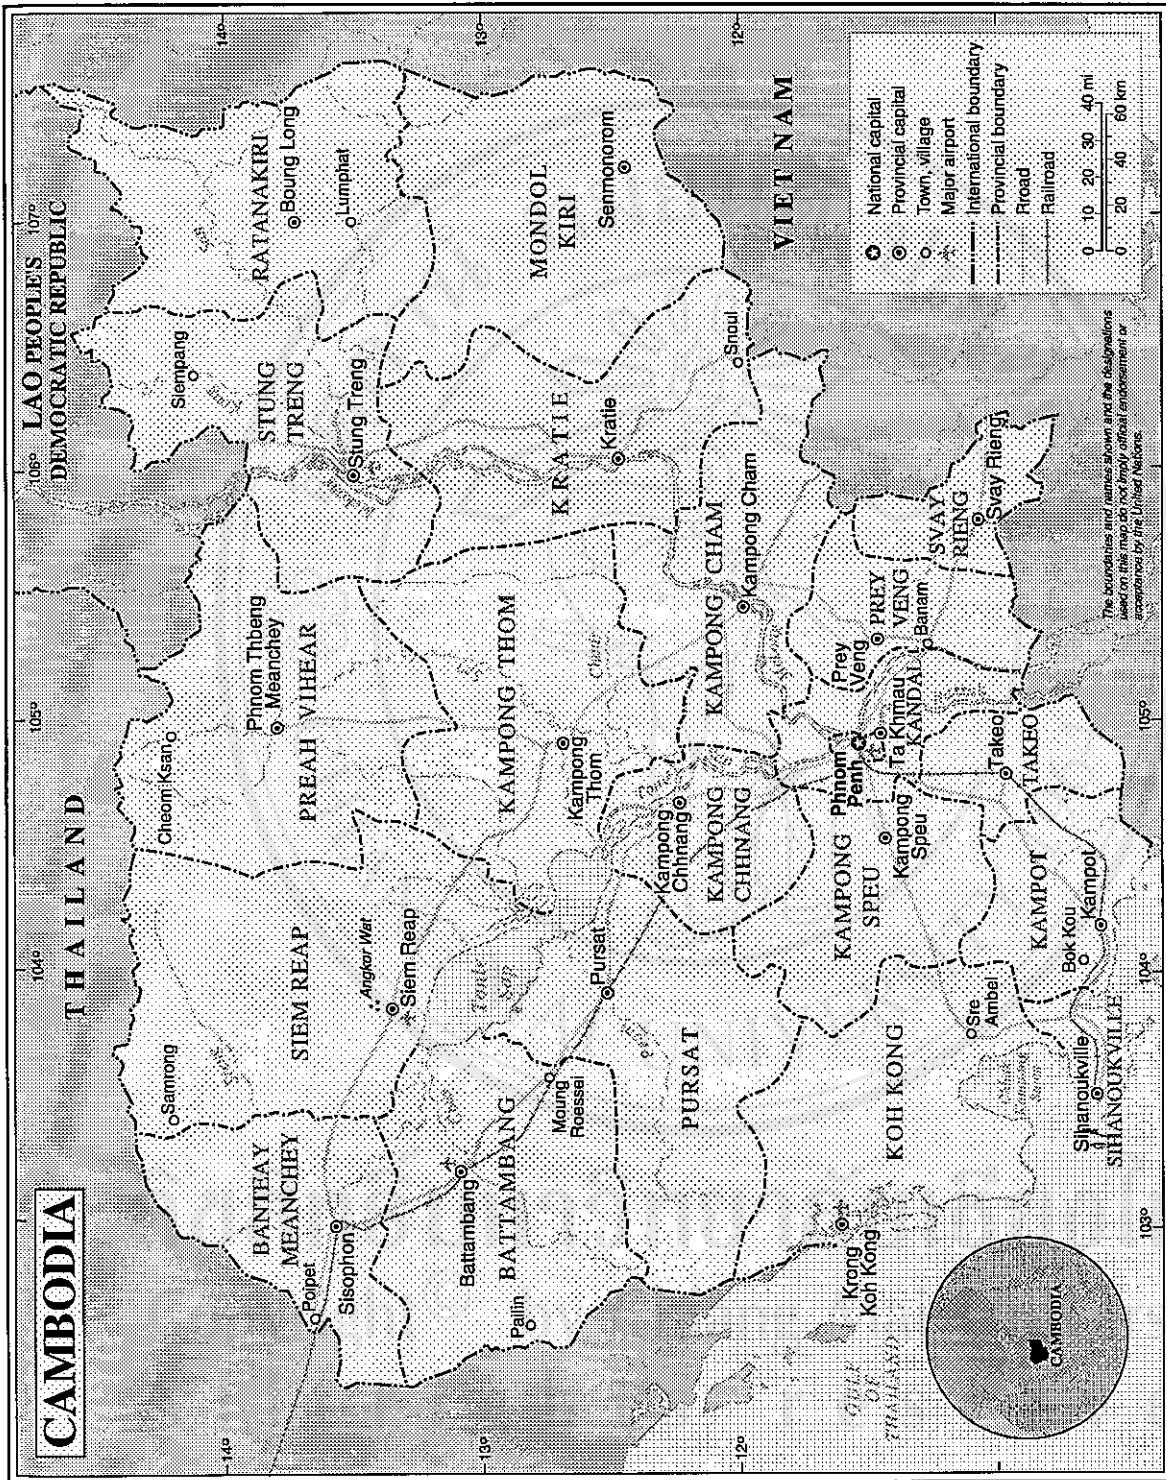 CAMBODIA
THAILAND
LAO PEOPLE'S
DEMOCRATIC REPUBLIC
VIET NAM
104°
105°
106°
107°
14°
13°
12°
14°
13°
12°
103°
104°
105°
BANTEAY
MEANCHEY
Poipet
Sisophon
Samrong
SIEM REAP
Angkor Wat
Siem Reap
BATTAMBANG
Battambang
Pailin
Moung
Roessei
PREAH VIHEAR
Cheom Ksan
Phnom Thbeng
Meanchey
STUNG
TRENG
Siempang
Stung Treng
RATANAKIRI
Boung Long
Lumphat
MONDOL
KIRI
Senmonorom
KRATIE
Kratie
Snoul
KAMPONG THOM
Kampong
Thom
Tonle
Sap
PURSAT
Pursat
KAMPONG
CHHNANG
Kampong
Chhnang
KAMPONG CHAM
Kampong Cham
KOH KONG
Krong
Koh Kong
Sre
Ambel
KAMPONG
SPEU
Kampong
Speu
Phnom
Penh
KANDAL
Ta Khmau
PREY
VENG
Prey
Veng
Banam
SVAY
RIENG
Svay Rieng
TAKEO
Takeo
KAMPOT
Kampot
Bok Kou
SIHANOUKVILLE
Sihanoukville
GULF
OF
THAILAND
CAMBODIA
National capital
Provincial capital
Town, village
Major airport
International boundary
Provincial boundary
Rroad
Railroad
0 10 20 30 40 mi
0 20 40 60 km
The boundaries and names shown and the designations
used on this map do not imply official endorsement or
acceptance by the United Nations.